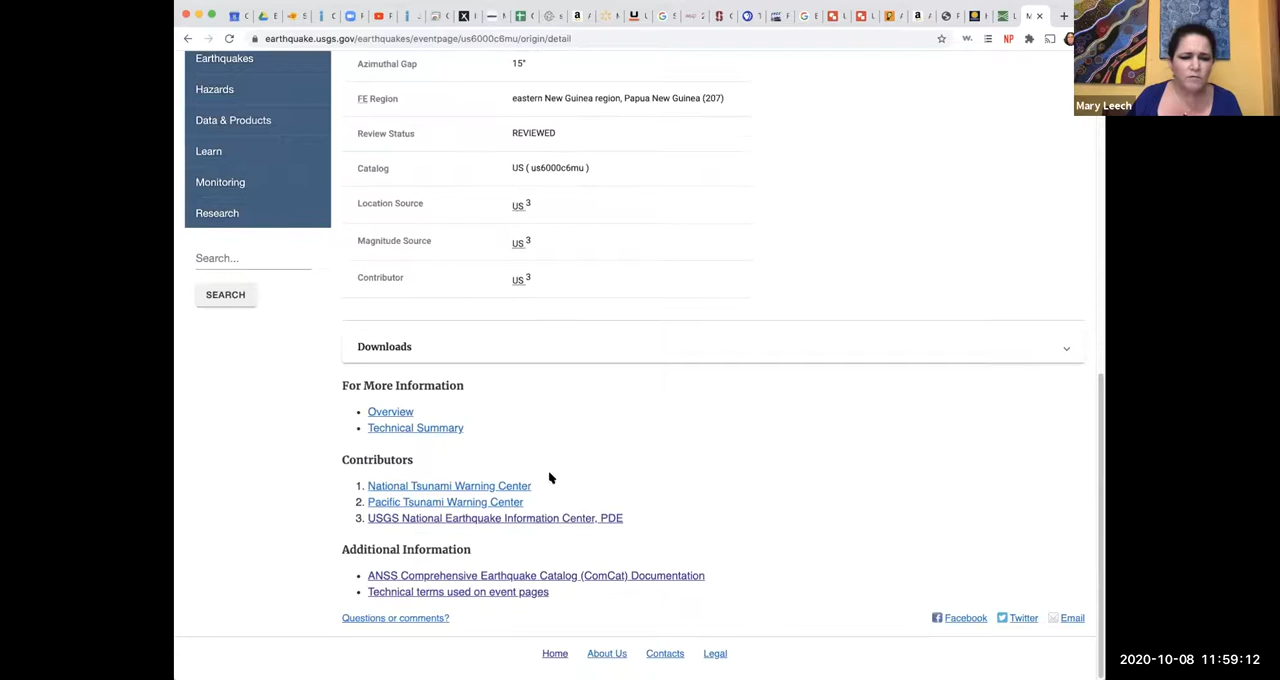 earthquake.usgs.gov/earthquakes/eventpage/us6000c6mu/origin/detail
Mary Leech
Earthquakes
Hazards
Data & Products
Learn
Monitoring
Research
Search...
SEARCH
Azimuthal Gap 15°
FE Region eastern New Guinea region, Papua New Guinea (207)
Review Status REVIEWED
Catalog US ( us6000c6mu )
Location Source US 3
Magnitude Source US 3
Contributor US 3
Downloads
For More Information
• Overview
• Technical Summary
Contributors
1. National Tsunami Warning Center
2. Pacific Tsunami Warning Center
3. USGS National Earthquake Information Center, PDE
Additional Information
• ANSS Comprehensive Earthquake Catalog (ComCat) Documentation
• Technical terms used on event pages
Questions or comments?
Facebook Twitter Email
Home About Us Contacts Legal
2020-10-08 11:59:12